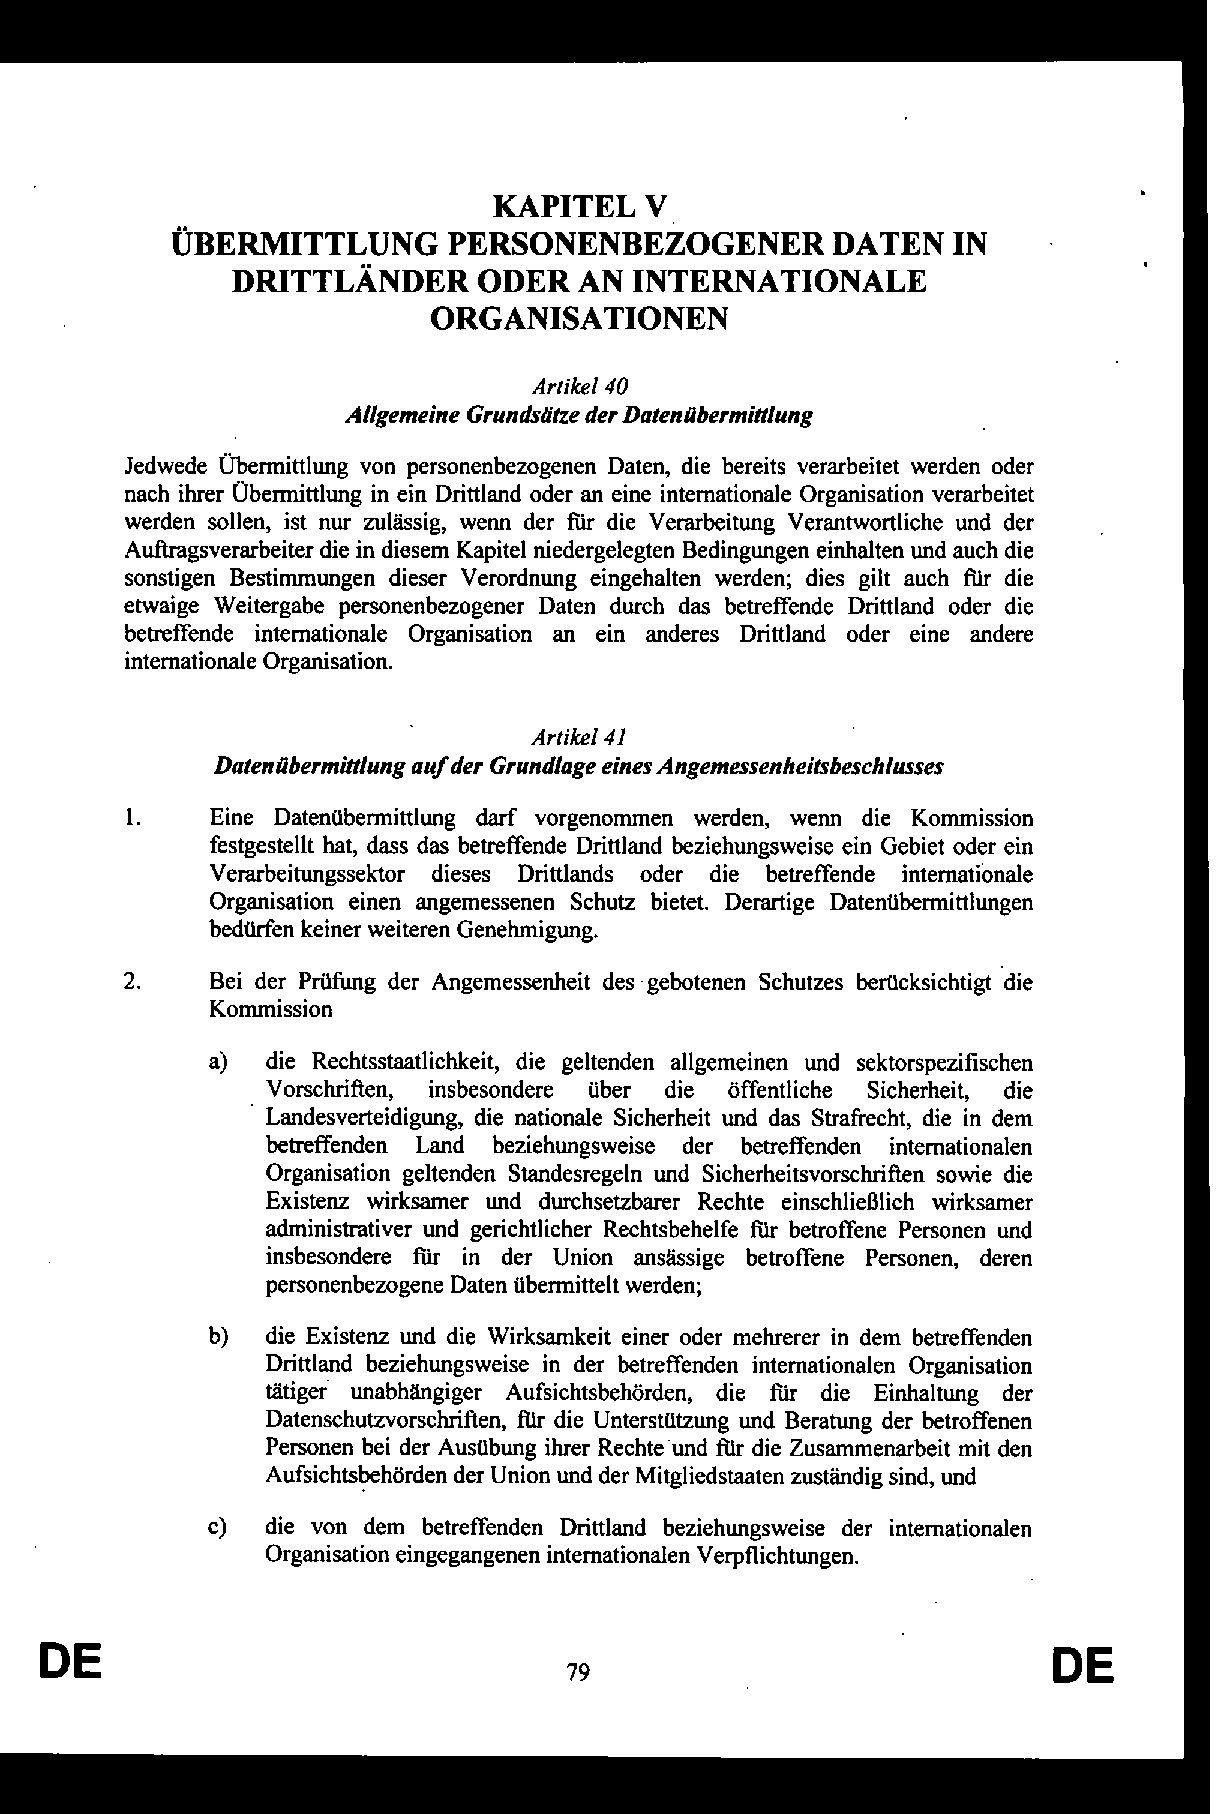 KAPITEL V
ÜBERMITTLUNG PERSONENBEZOGENER DATEN IN
DRITTLÄNDER ODER AN INTERNATIONALE
ORGANISATIONEN
Artikel 40
Allgemeine Grundsätze der Datenübermittlung
Jedwede Übermittlung von personenbezogenen Daten, die bereits verarbeitet werden oder
nach ihrer Übermittlung in ein Drittland oder an eine internationale Organisation verarbeitet
werden sollen, ist nur zulässig, wenn der für die Verarbeitung Verantwortliche und der
Auftragsverarbeiter die in diesem Kapitel niedergelegten Bedingungen einhalten und auch die
sonstigen Bestimmungen dieser Verordnung eingehalten werden; dies gilt auch für die
etwaige Weitergabe personenbezogener Daten durch das betreffende Drittland oder die
betreffende internationale Organisation an ein anderes Drittland oder eine andere
internationale Organisation.
Artikel 41
Datenübermittlung auf der Grundlage eines Angemessenheitsbeschlusses
1. Eine Datenübermittlung darf vorgenommen werden, wenn die Kommission
festgestellt hat, dass das betreffende Drittland beziehungsweise ein Gebiet oder ein
Verarbeitungssektor dieses Drittlands oder die betreffende internationale
Organisation einen angemessenen Schutz bietet. Derartige Datenübermittlungen
bedürfen keiner weiteren Genehmigung.
2. Bei der Prüfung der Angemessenheit des gebotenen Schutzes berücksichtigt die
Kommission
a) die Rechtsstaatlichkeit, die geltenden allgemeinen und sektorspezifischen
Vorschriften, insbesondere über die öffentliche Sicherheit, die
Landesverteidigung, die nationale Sicherheit und das Strafrecht, die in dem
betreffenden Land beziehungsweise der betreffenden internationalen
Organisation geltenden Standesregeln und Sicherheitsvorschriften sowie die
Existenz wirksamer und durchsetzbarer Rechte einschließlich wirksamer
administrativer und gerichtlicher Rechtsbehelfe für betroffene Personen und
insbesondere für in der Union ansässige betroffene Personen, deren
personenbezogene Daten übermittelt werden;
b) die Existenz und die Wirksamkeit einer oder mehrerer in dem betreffenden
Drittland beziehungsweise in der betreffenden internationalen Organisation
tätiger unabhängiger Aufsichtsbehörden, die für die Einhaltung der
Datenschutzvorschriften, für die Unterstützung und Beratung der betroffenen
Personen bei der Ausübung ihrer Rechte und für die Zusammenarbeit mit den
Aufsichtsbehörden der Union und der Mitgliedstaaten zuständig sind, und
c) die von dem betreffenden Drittland beziehungsweise der internationalen
Organisation eingegangenen internationalen Verpflichtungen.
DE 79 DE